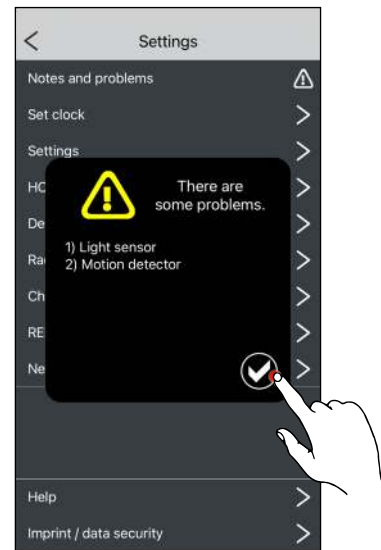 Settings
Notes and problems
Set clock
Settings
HO
De
There are
some problems.
1) Light sensor
2) Motion detector
Ra
Ch
RE
Ne
Help
Imprint / data security